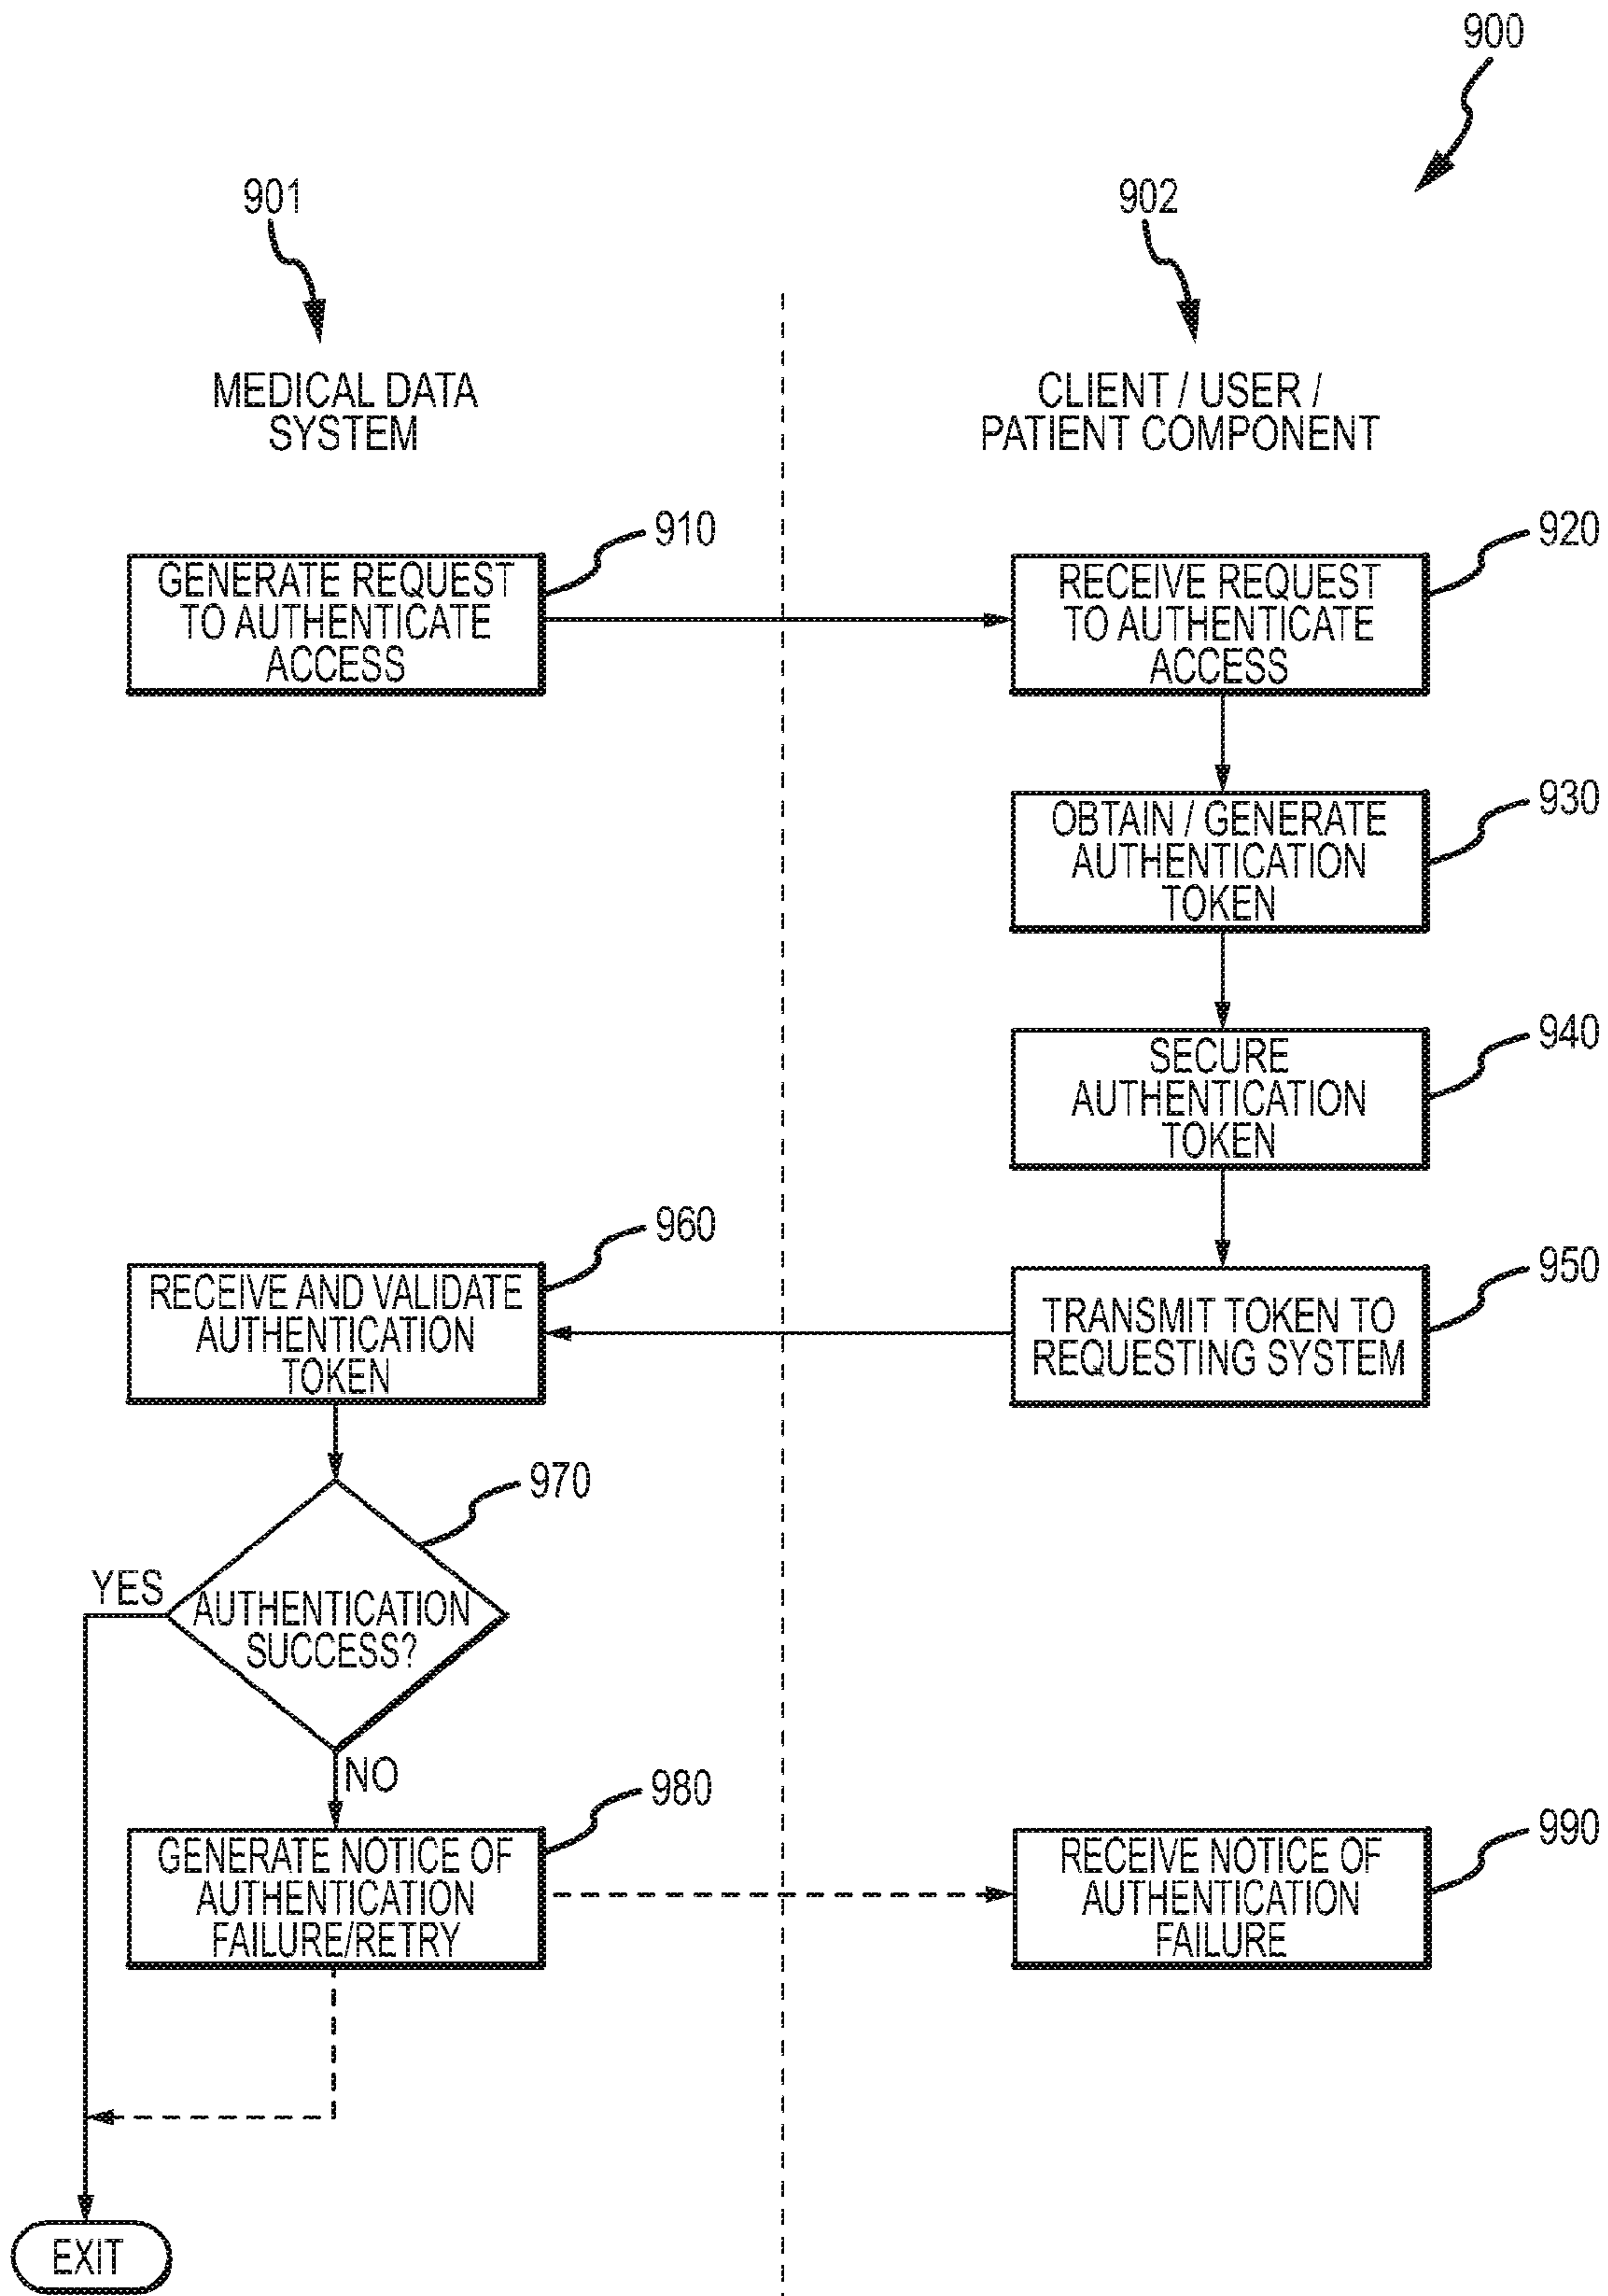 900
901
902
MEDICAL DATA
SYSTEM
CLIENT / USER /
PATIENT COMPONENT
910
GENERATE REQUEST
TO AUTHENTICATE
ACCESS
920
RECEIVE REQUEST
TO AUTHENTICATE
ACCESS
930
OBTAIN / GENERATE
AUTHENTICATION
TOKEN
940
SECURE
AUTHENTICATION
TOKEN
950
TRANSMIT TOKEN TO
REQUESTING SYSTEM
960
RECEIVE AND VALIDATE
AUTHENTICATION
TOKEN
970
YES
AUTHENTICATION
SUCCESS?
NO
980
GENERATE NOTICE OF
AUTHENTICATION
FAILURE/RETRY
990
RECEIVE NOTICE OF
AUTHENTICATION
FAILURE
EXIT